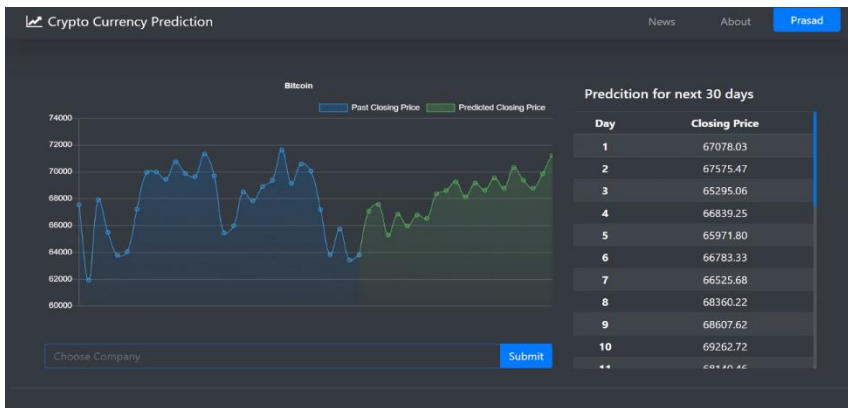 Crypto Currency Prediction
News About Prasad
Bitcoin
Past Closing Price Predicted Closing Price
74000
72000
70000
68000
66000
64000
62000
60000
Choose Company Submit
Predcition for next 30 days
Day Closing Price
1 67078.03
2 67575.47
3 65295.06
4 66839.25
5 65971.80
6 66783.33
7 66525.68
8 68360.22
9 68607.62
10 69262.72
11 68140.46